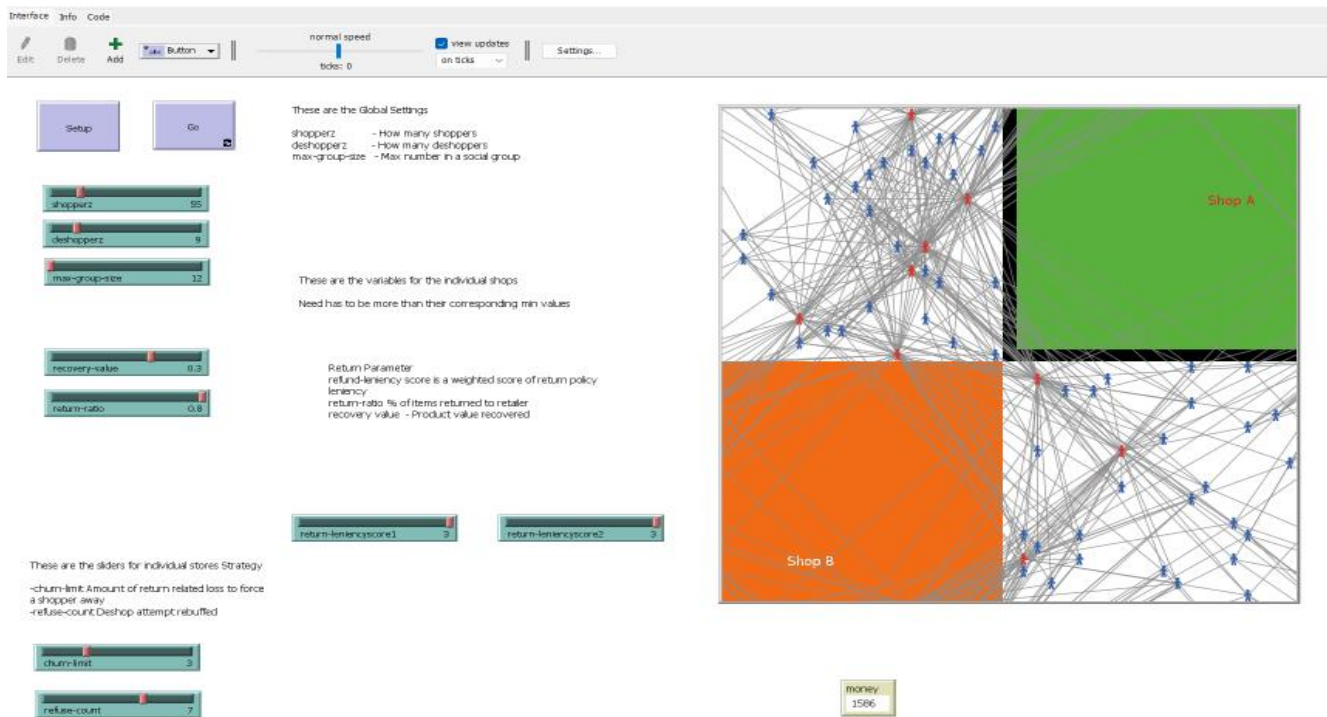 Interface Info Code
Edit
Delete
Add
abc Button
normal speed
ticks: 0
view updates
on ticks
Settings...
Setup
Go
These are the Global Settings
shopperz - How many shoppers
deshopperz - How many deshoppers
max-group-size - Max number in a social group
shopperz 55
deshopperz 9
max-group-size 12
These are the variables for the individual shops
Need has to be more than their corresponding min values
recovery-value 0.3
return-ratio 0.8
Return Parameter
refund-leniency score is a weighted score of return policy
leniency
return-ratio % of items returned to retailer
recovery value - Product value recovered
return-leniencyscore1 3
return-leniencyscore2 3
These are the sliders for individual stores Strategy
-churn-limit Amount of return related loss to force
a shopper away
-refuse-count Deshop attempt rebuffed
churn-limit 3
refuse-count 7
Shop A
Shop B
money
1586